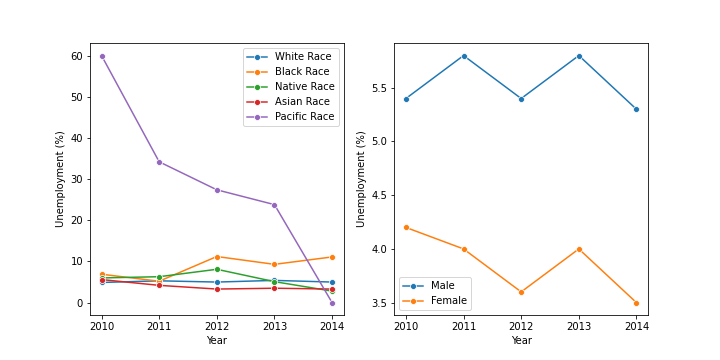 60
50
40
30
20
10
0
Unemployment (%)
2010 2011 2012 2013 2014
Year
White Race
Black Race
Native Race
Asian Race
Pacific Race
5.5
5.0
4.5
4.0
3.5
Unemployment (%)
2010 2011 2012 2013 2014
Year
Male
Female